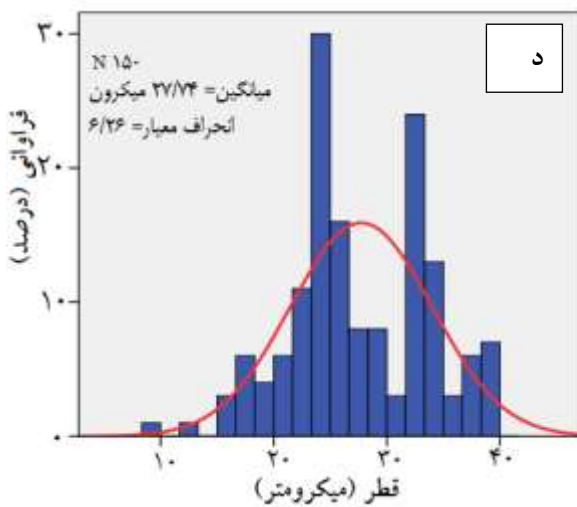 د
N ۱۵۰
میانگین= ۲۷/۷۴ میکرون
انحراف معیار= ۶/۲۶
فراوانی (درصد)
۳۰
۲۰
۱۰
۰
۱۰ ۲۰ ۳۰ ۴۰
قطر (میکرومتر)